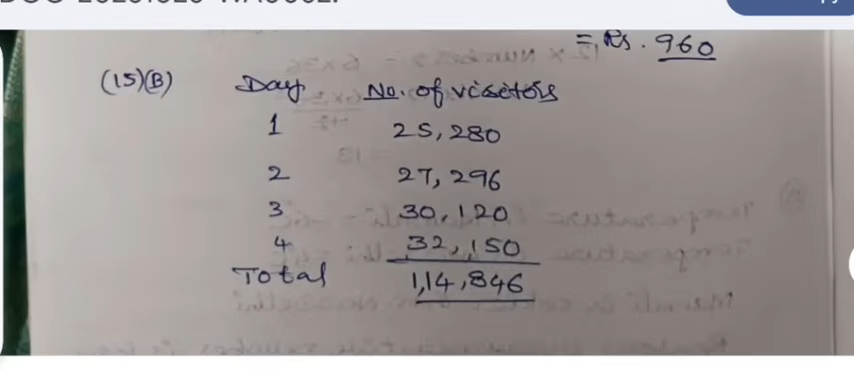 = Rs. 960
(15)(B) Day No. of visitors
1 25,280
2 27,296
3 30,120
4 32,150
Total 1,14,846